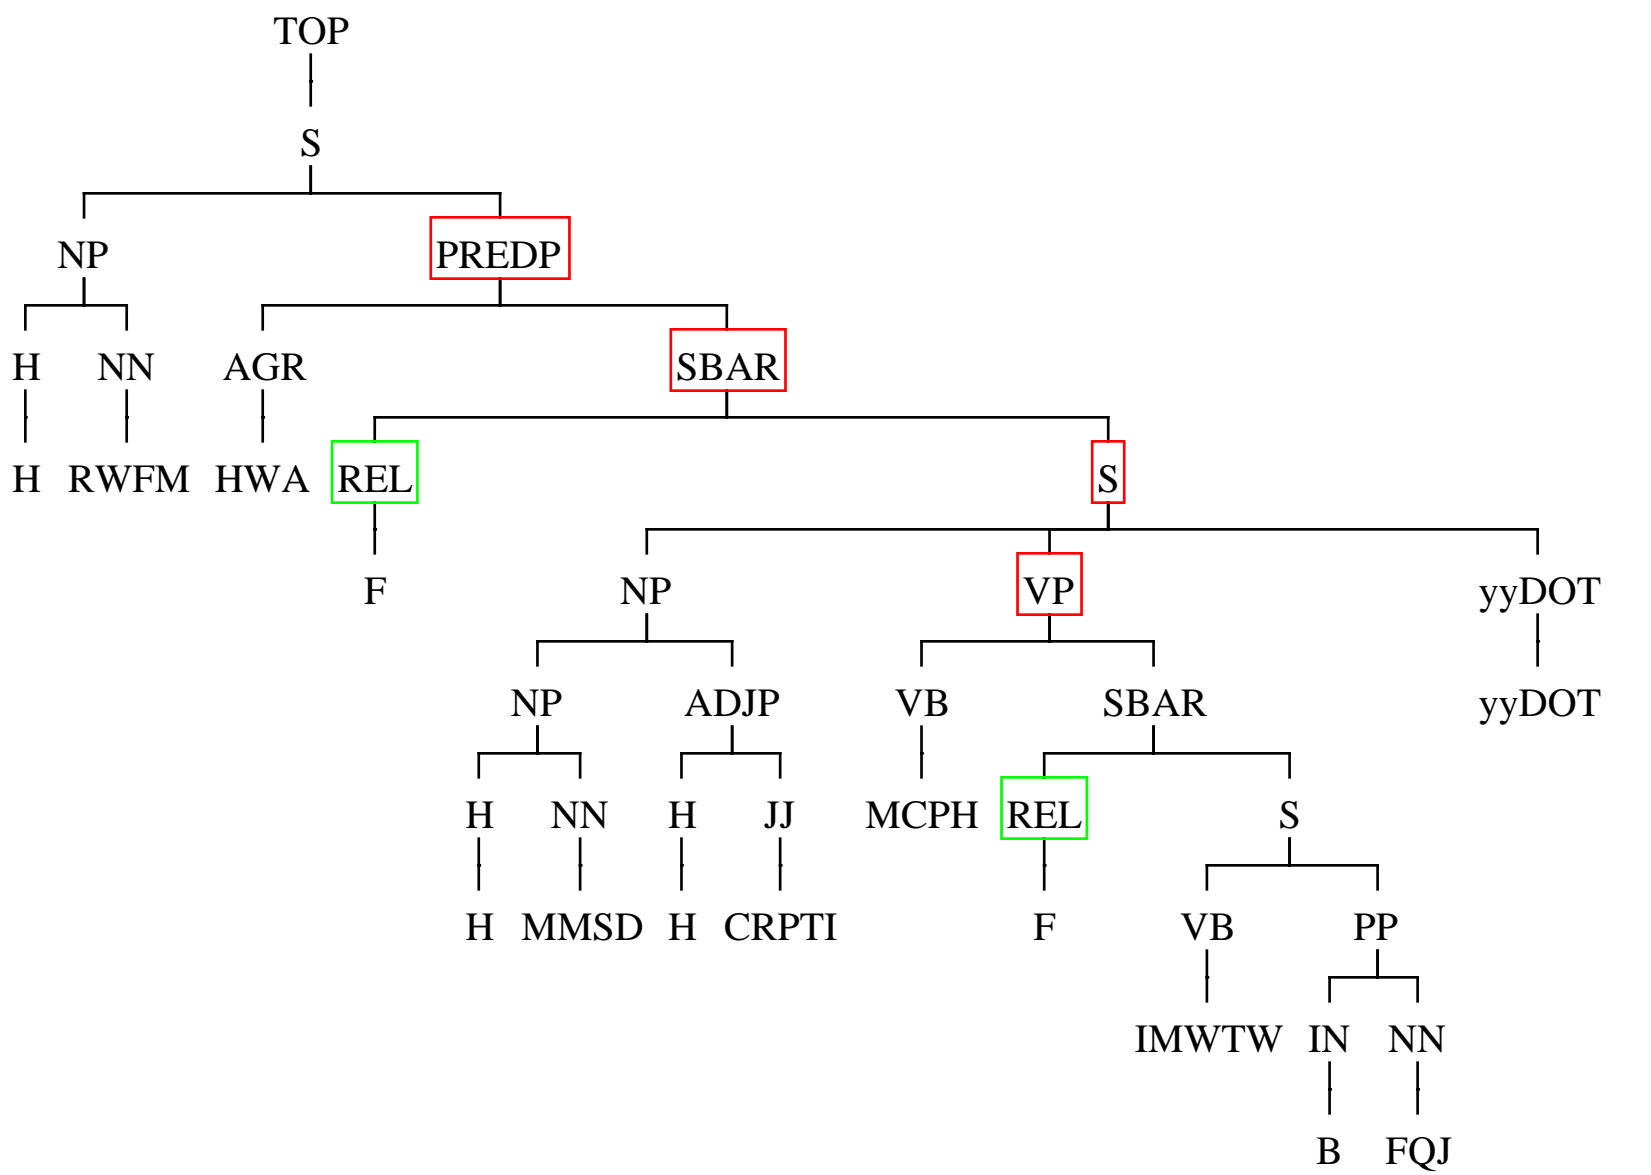 TOP
S
NP PREDP
H NN AGR SBAR
H RWFM HWA REL S
F NP VP yyDOT
NP ADJP VB SBAR yyDOT
H NN H JJ MCPH REL S
H MMSD H CRPTI F VB PP
IMWTW IN NN
B FQJ